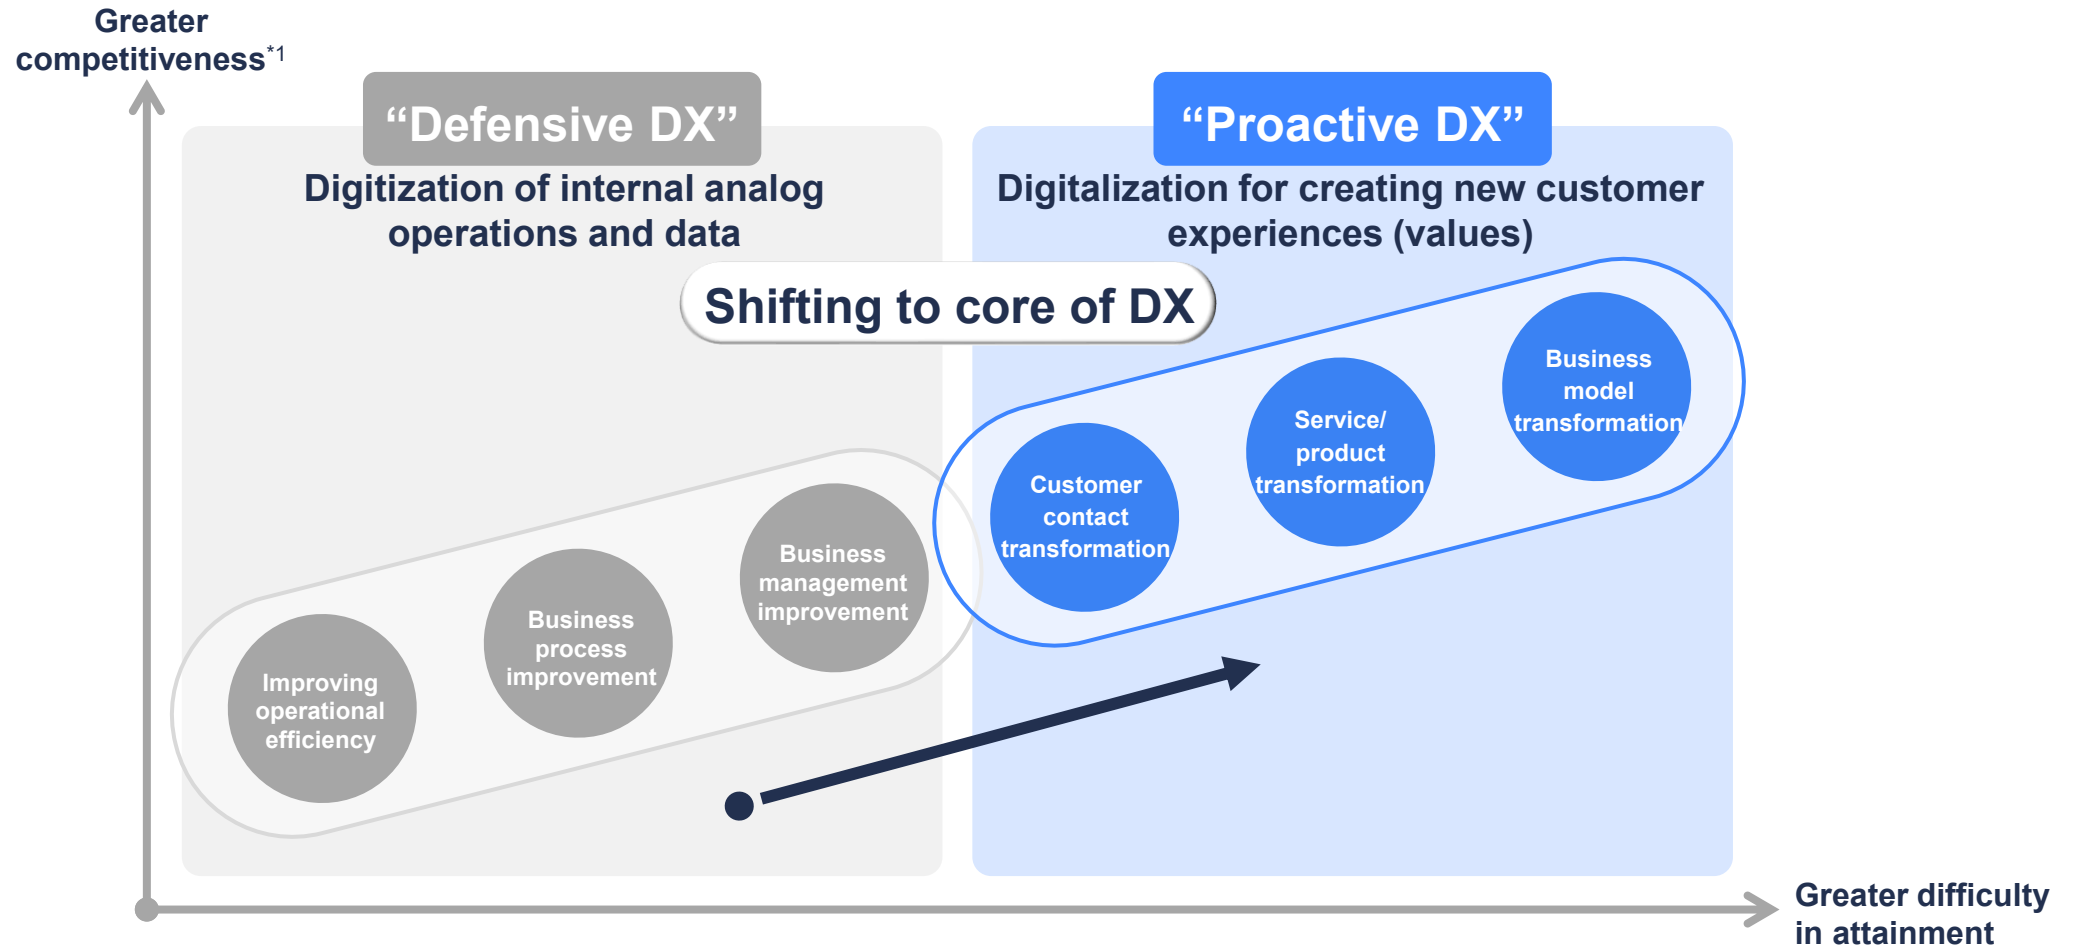 Greater
competitiveness*1
“Defensive DX”
Digitization of internal analog
operations and data
“Proactive DX”
Digitalization for creating new customer
experiences (values)
Shifting to core of DX
Improving
operational
efficiency
Business
process
improvement
Business
management
improvement
Customer
contact
transformation
Service/
product
transformation
Business
model
transformation
Greater difficulty
in attainment